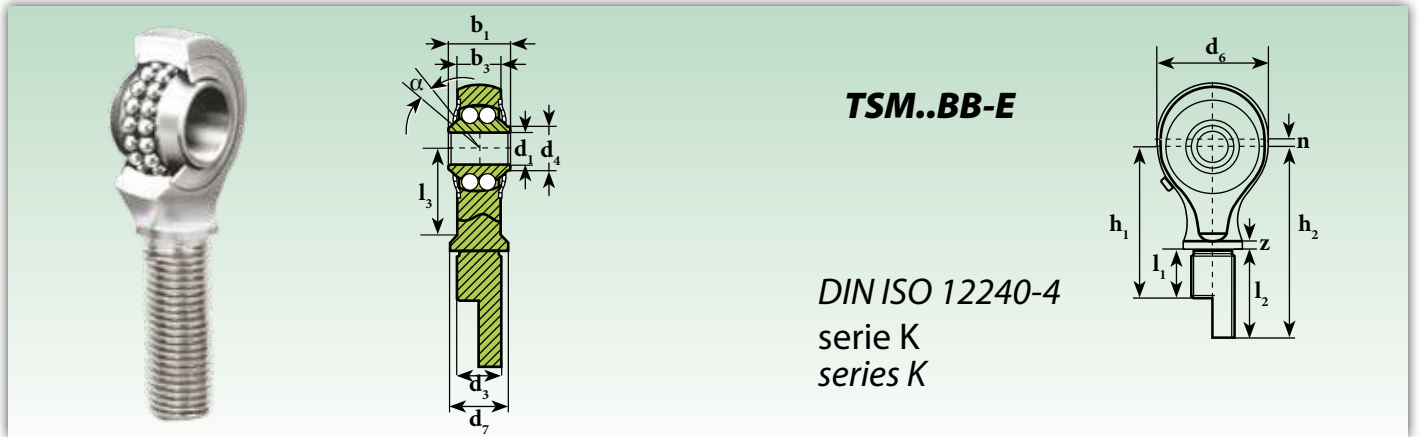 b₁
b₃
α
d₁
d₄
l₃
d₃
d₇
TSM..BB-E
DIN ISO 12240-4
serie K
series K
d₆
n
h₁
h₂
z
l₁
l₂